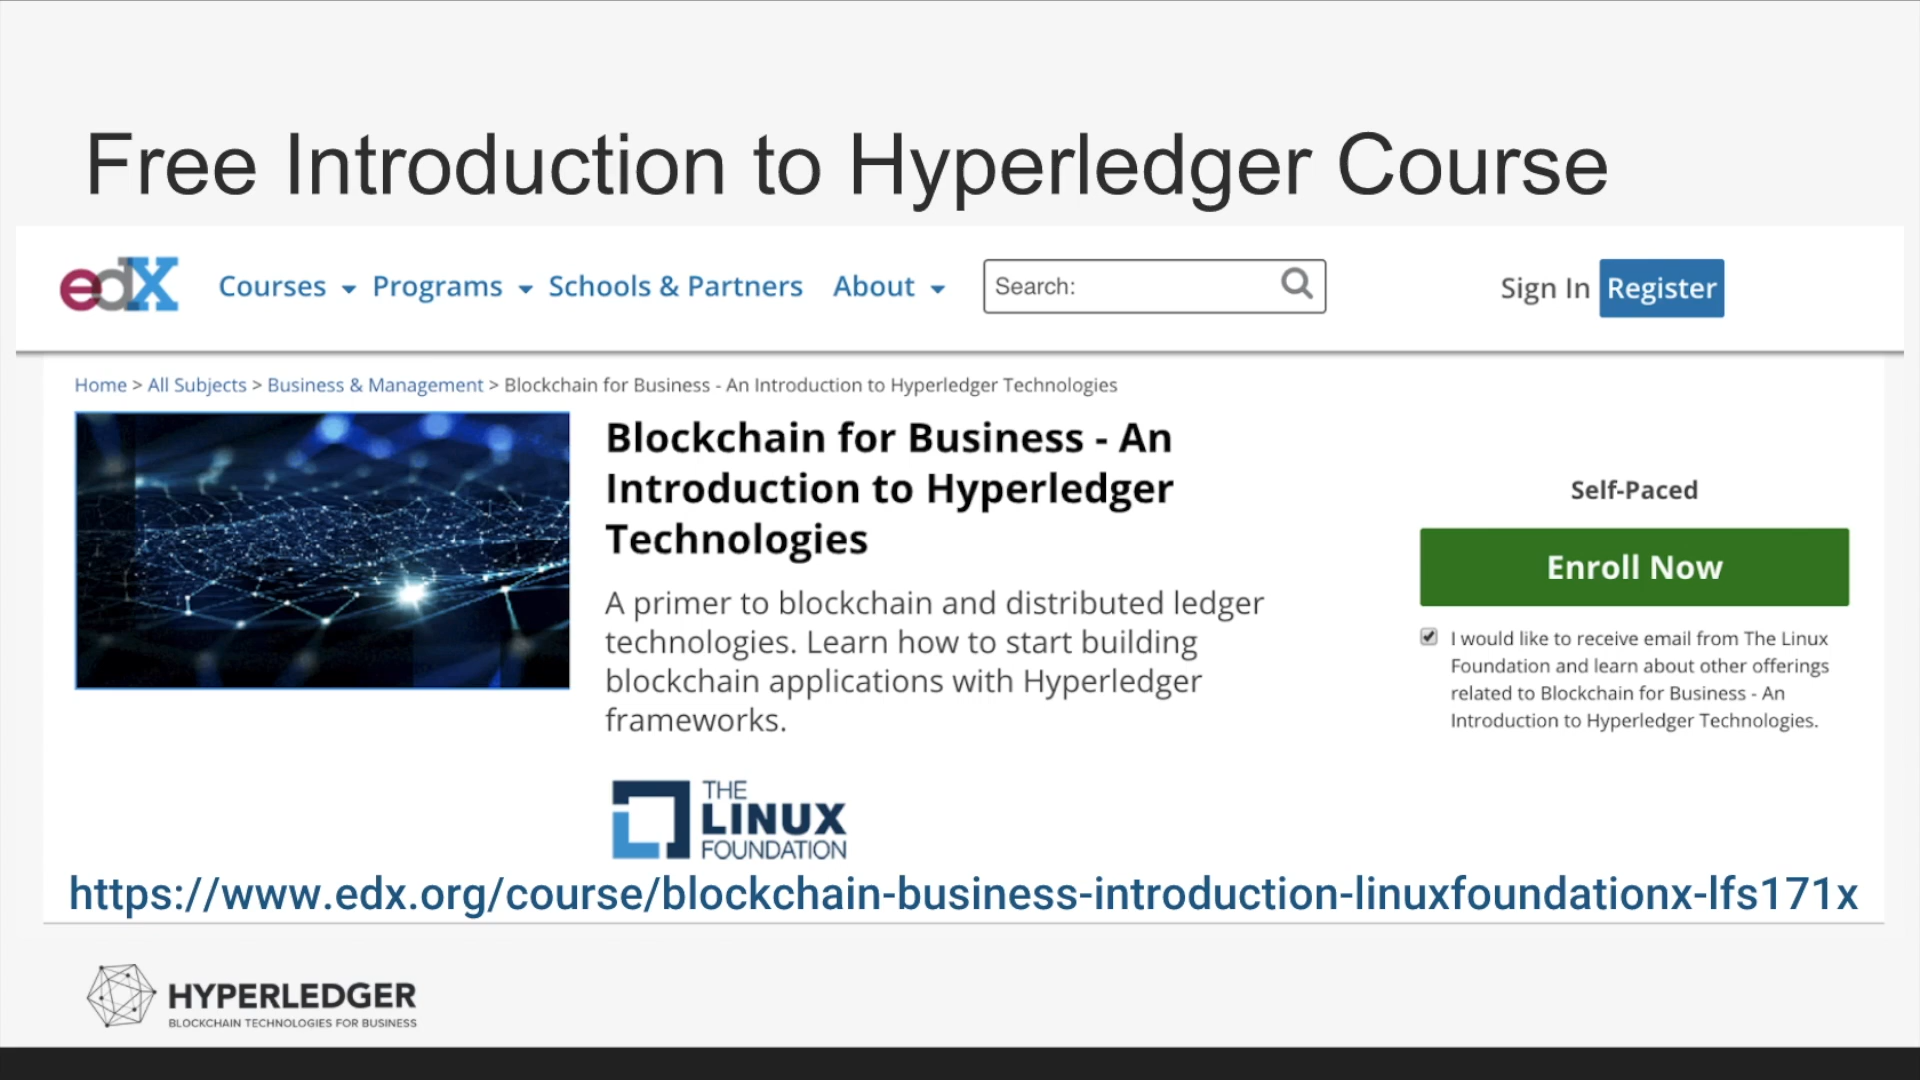 Free Introduction to Hyperledger Course
edX Courses Programs Schools & Partners About Search: Sign In Register
Home > All Subjects > Business & Management > Blockchain for Business - An Introduction to Hyperledger Technologies
Blockchain for Business - An
Introduction to Hyperledger
Technologies
A primer to blockchain and distributed ledger
technologies. Learn how to start building
blockchain applications with Hyperledger
frameworks.
THE
LINUX
FOUNDATION
Self-Paced
Enroll Now
I would like to receive email from The Linux
Foundation and learn about other offerings
related to Blockchain for Business - An
Introduction to Hyperledger Technologies.
https://www.edx.org/course/blockchain-business-introduction-linuxfoundationx-lfs171x
HYPERLEDGER
BLOCKCHAIN TECHNOLOGIES FOR BUSINESS